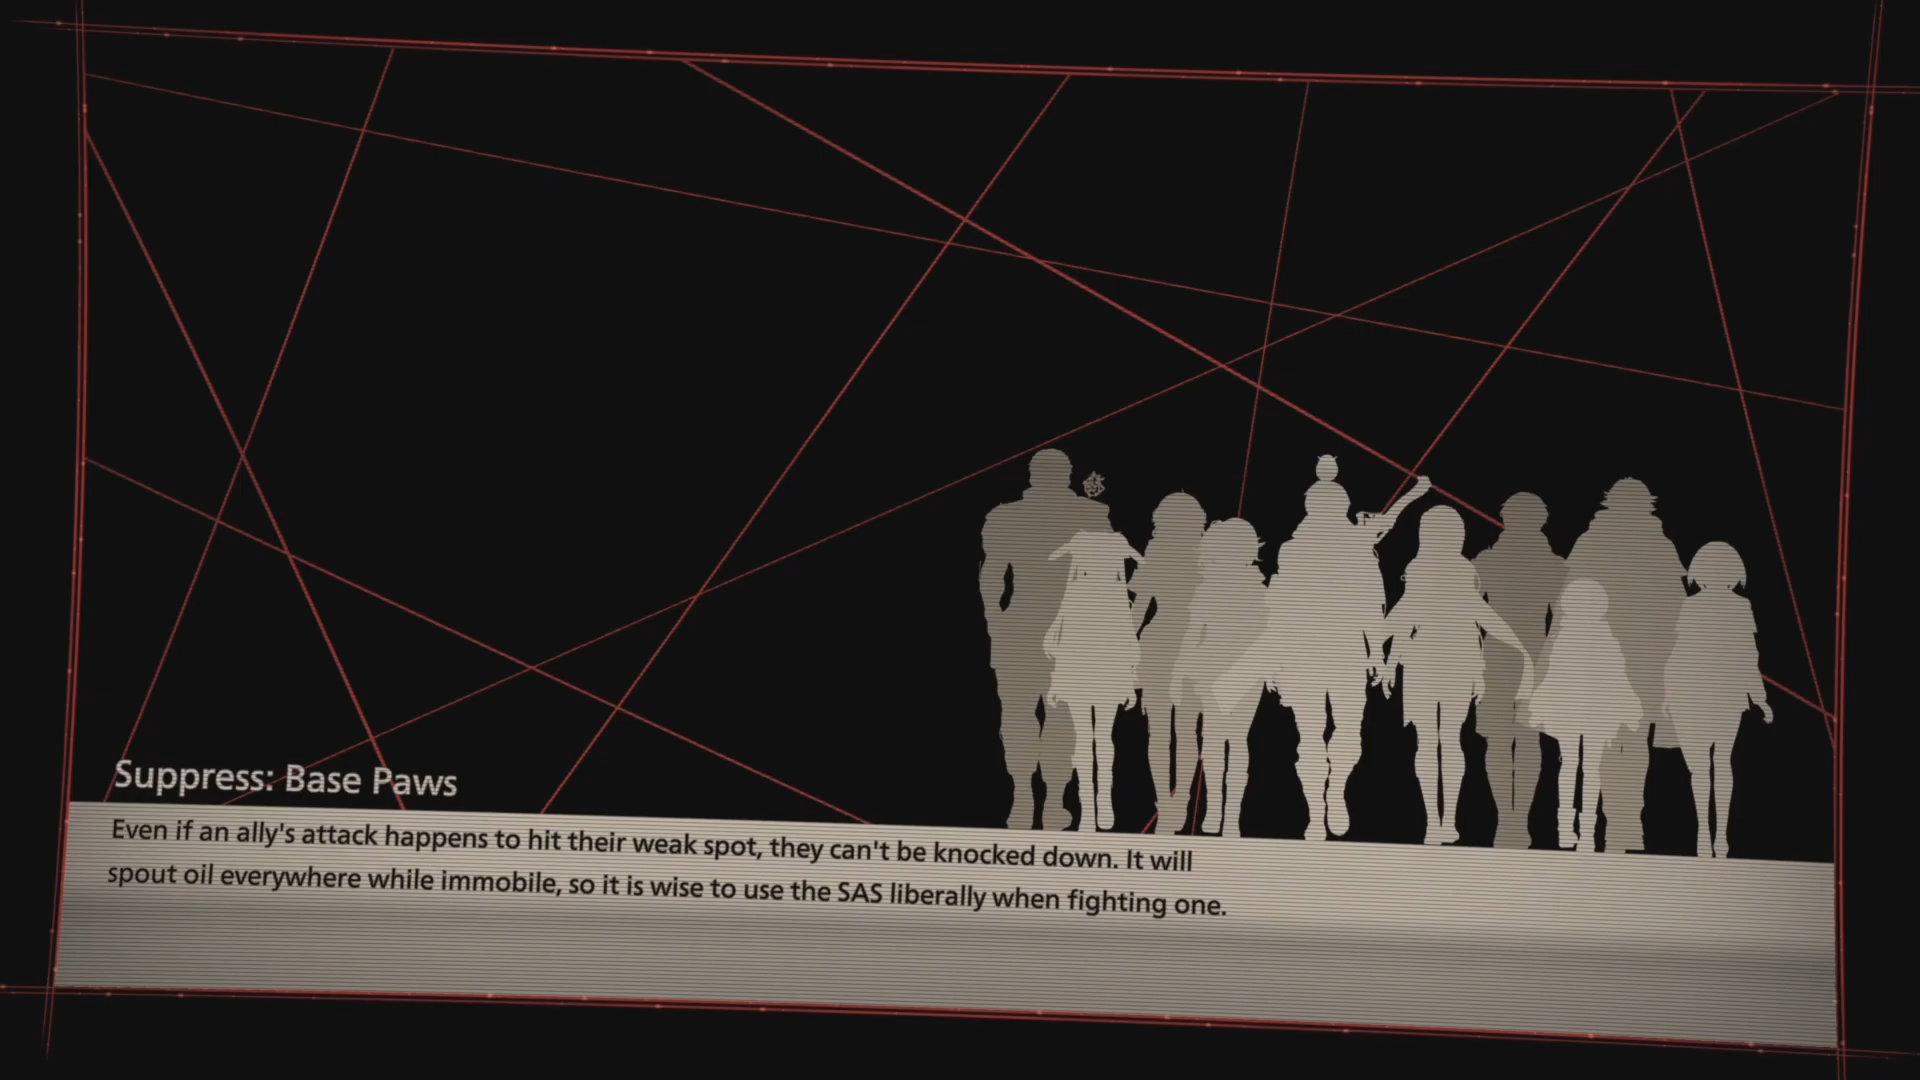 Suppress: Base Paws
Even if an ally's attack happens to hit their weak spot, they can't be knocked down. It will
spout oil everywhere while immobile, so it is wise to use the SAS liberally when fighting one.